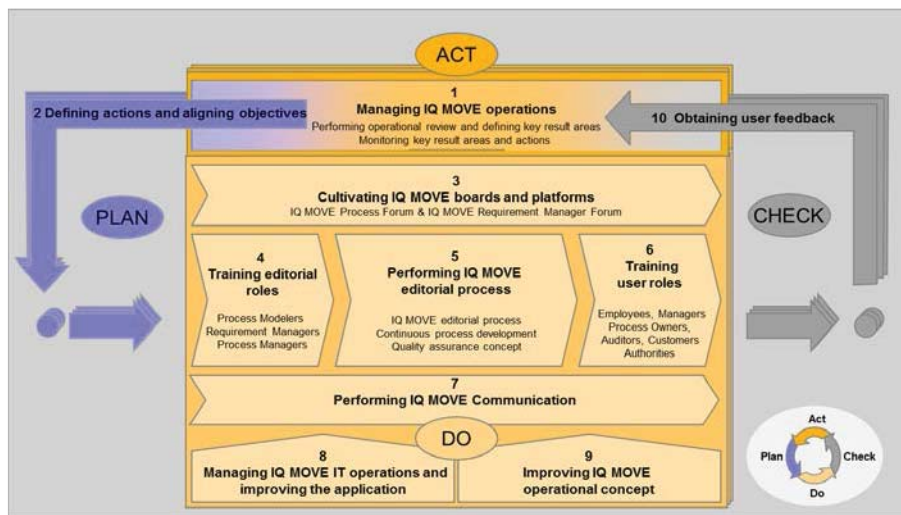 ACT
1
Managing IQ MOVE operations
Performing operational review and defining key result areas
Monitoring key result areas and actions
2 Defining actions and aligning objectives
10 Obtaining user feedback
PLAN
CHECK
3
Cultivating IQ MOVE boards and platforms
IQ MOVE Process Forum & IQ MOVE Requirement Manager Forum
4
Training editorial
roles
Process Modelers
Requirement Managers
Process Managers
5
Performing IQ MOVE
editorial process
IQ MOVE editorial process
Continuous process development
Quality assurance concept
6
Training
user roles
Employees, Managers
Process Owners,
Auditors, Customers
Authorities
7
Performing IQ MOVE Communication
DO
8
Managing IQ MOVE IT operations and
improving the application
9
Improving IQ MOVE
operational concept
Act
Plan
Check
Do